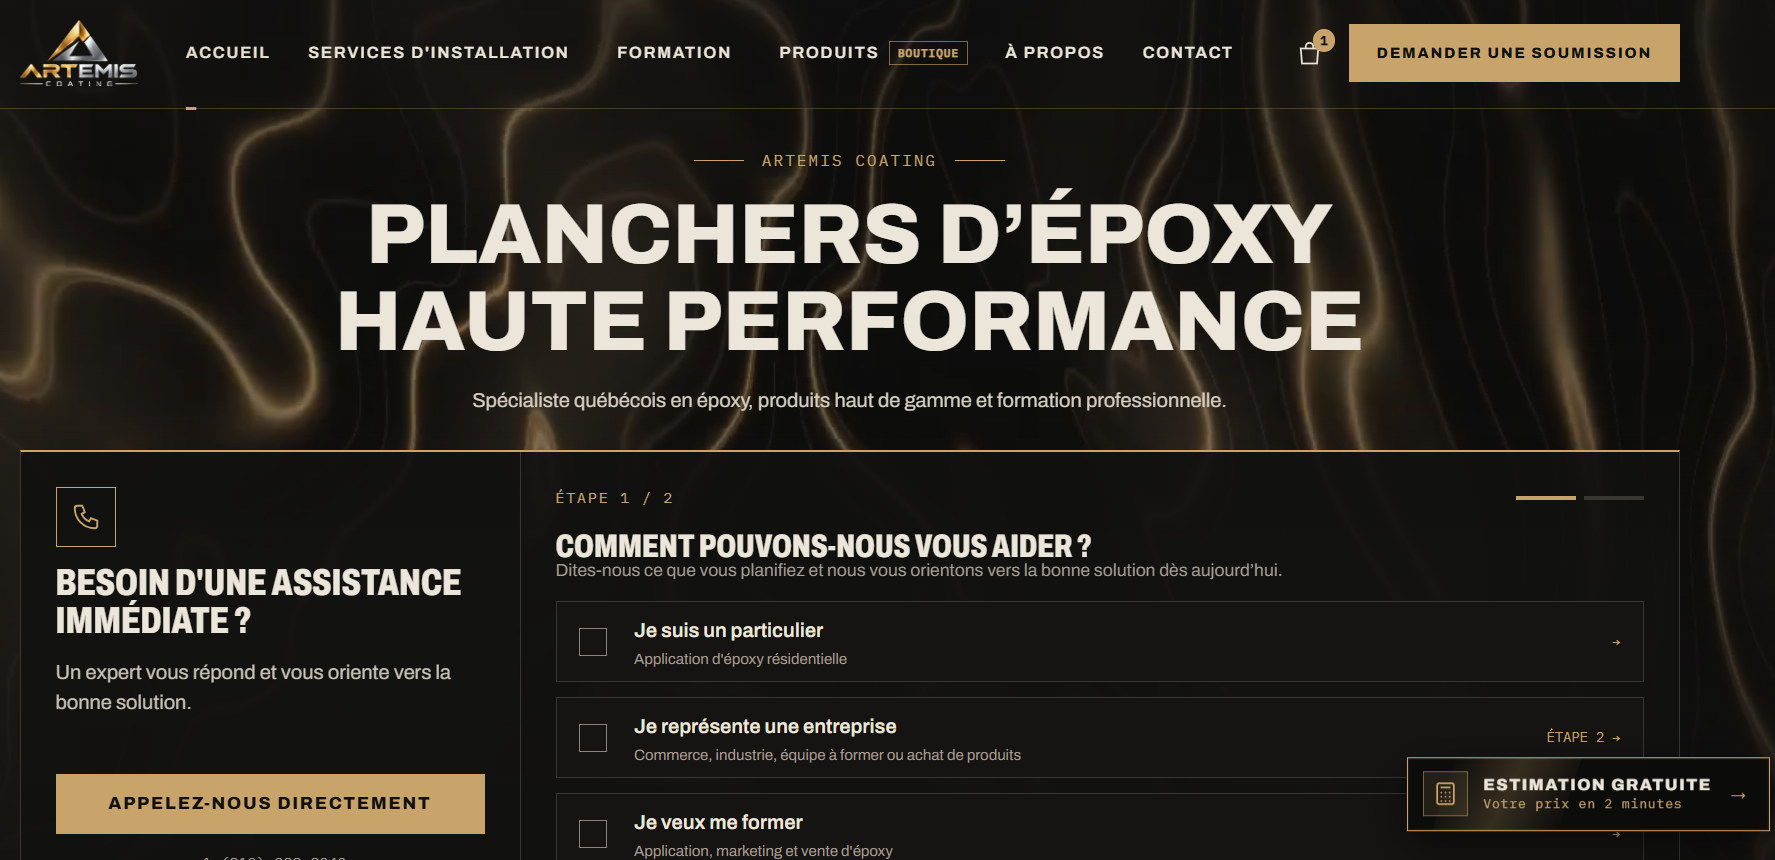 ARTEMIS
COATING
ACCUEIL
SERVICES D'INSTALLATION
FORMATION
PRODUITS
BOUTIQUE
À PROPOS
CONTACT
1
DEMANDER UNE SOUMISSION
ARTEMIS COATING
PLANCHERS D’ÉPOXY
HAUTE PERFORMANCE
Spécialiste québécois en époxy, produits haut de gamme et formation professionnelle.
BESOIN D'UNE ASSISTANCE
IMMÉDIATE ?
Un expert vous répond et vous oriente vers la
bonne solution.
APPELEZ-NOUS DIRECTEMENT
ÉTAPE 1 / 2
COMMENT POUVONS-NOUS VOUS AIDER ?
Dites-nous ce que vous planifiez et nous vous orientons vers la bonne solution dès aujourd’hui.
Je suis un particulier
Application d'époxy résidentielle
→
Je représente une entreprise
Commerce, industrie, équipe à former ou achat de produits
ÉTAPE 2 →
Je veux me former
Application, marketing et vente d'époxy
→
ESTIMATION GRATUITE
Votre prix en 2 minutes
→